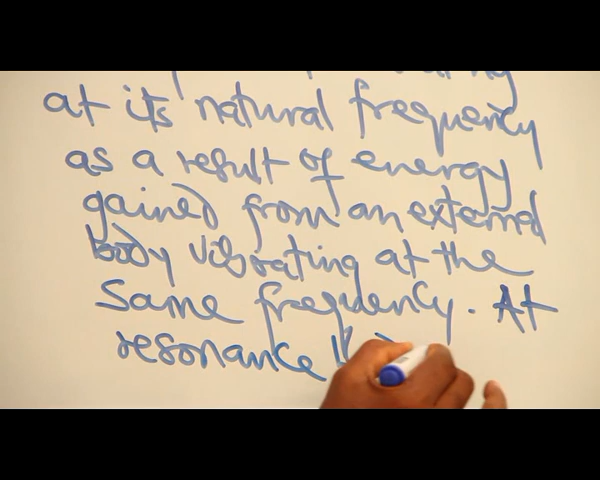 at its natural frequency
as a result of energy
gained from an external
body vibrating at the
same frequency. At
resonance